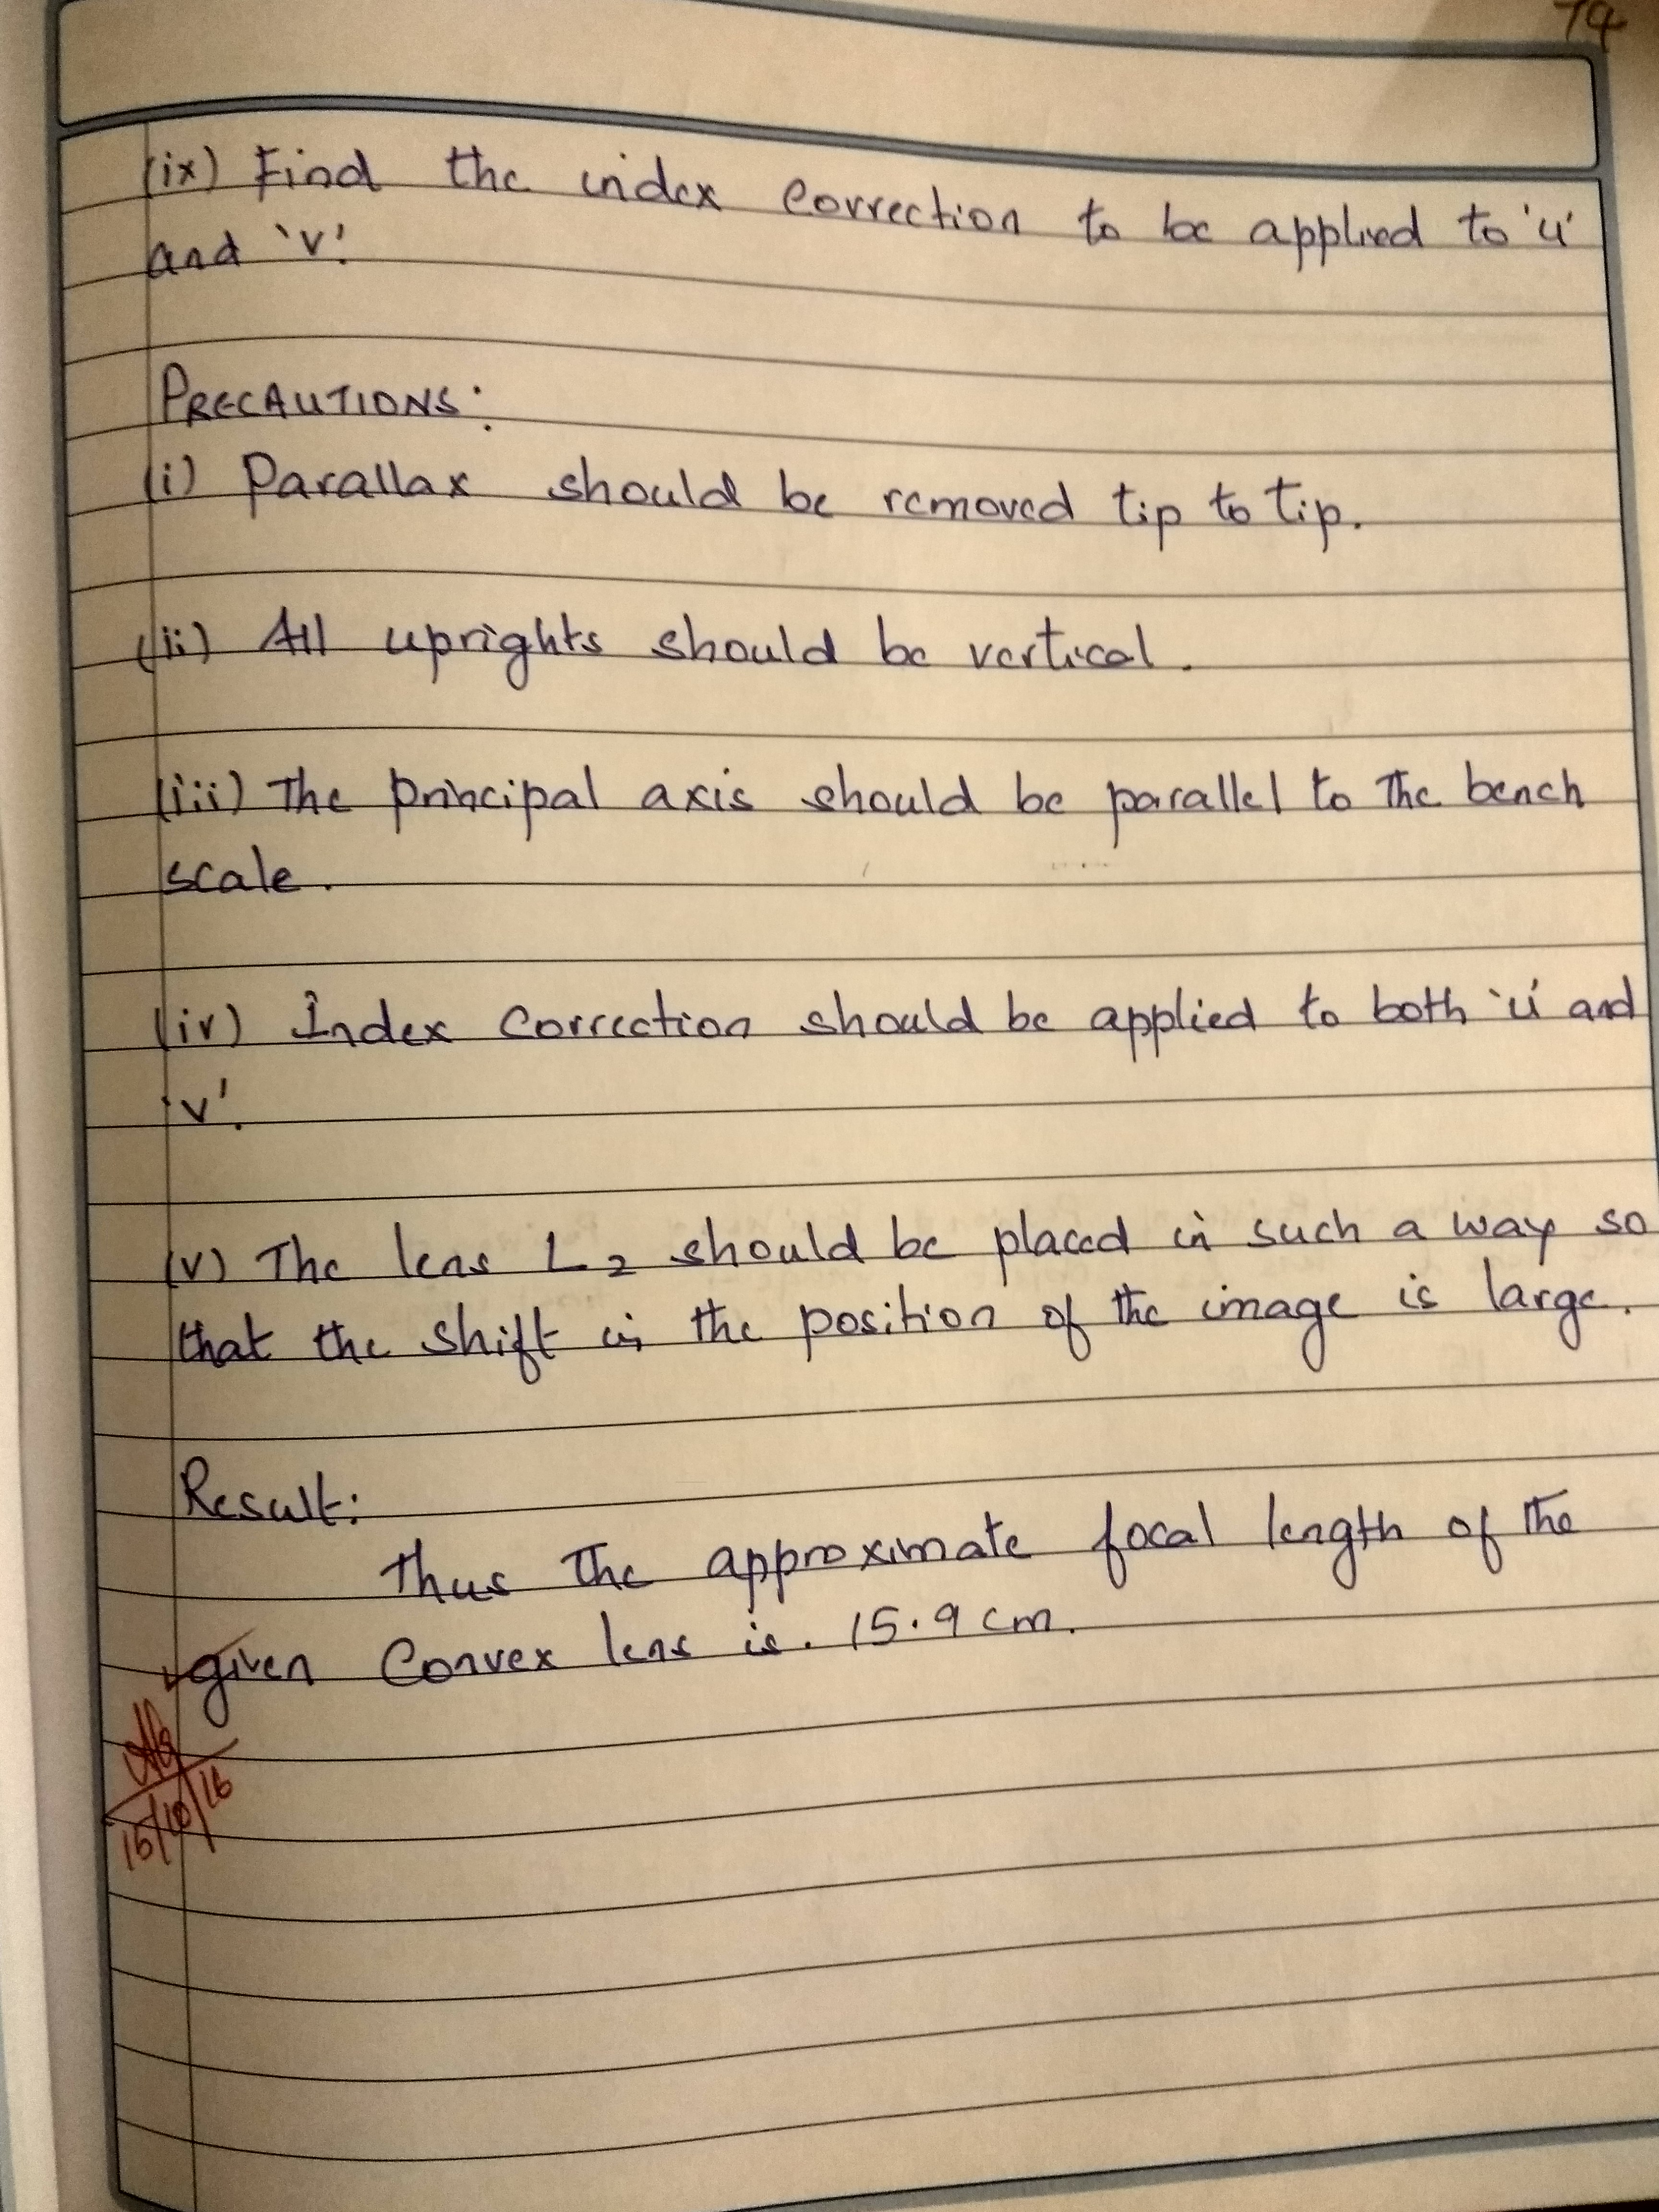 74
(ix) Find the index correction to be applied to 'u'
and 'v'.
PRECAUTIONS:
(i) Parallax should be removed tip to tip.
(ii) All uprights should be vertical.
(iii) The principal axis should be parallel to the bench
scale.
(iv) Index correction should be applied to both 'u' and
'v'.
(v) The lens L2 should be placed in such a way so
that the shift in the position of the image is large.
Result:
Thus the approximate focal length of the
given convex lens is. 15.9 cm.
15/10/16